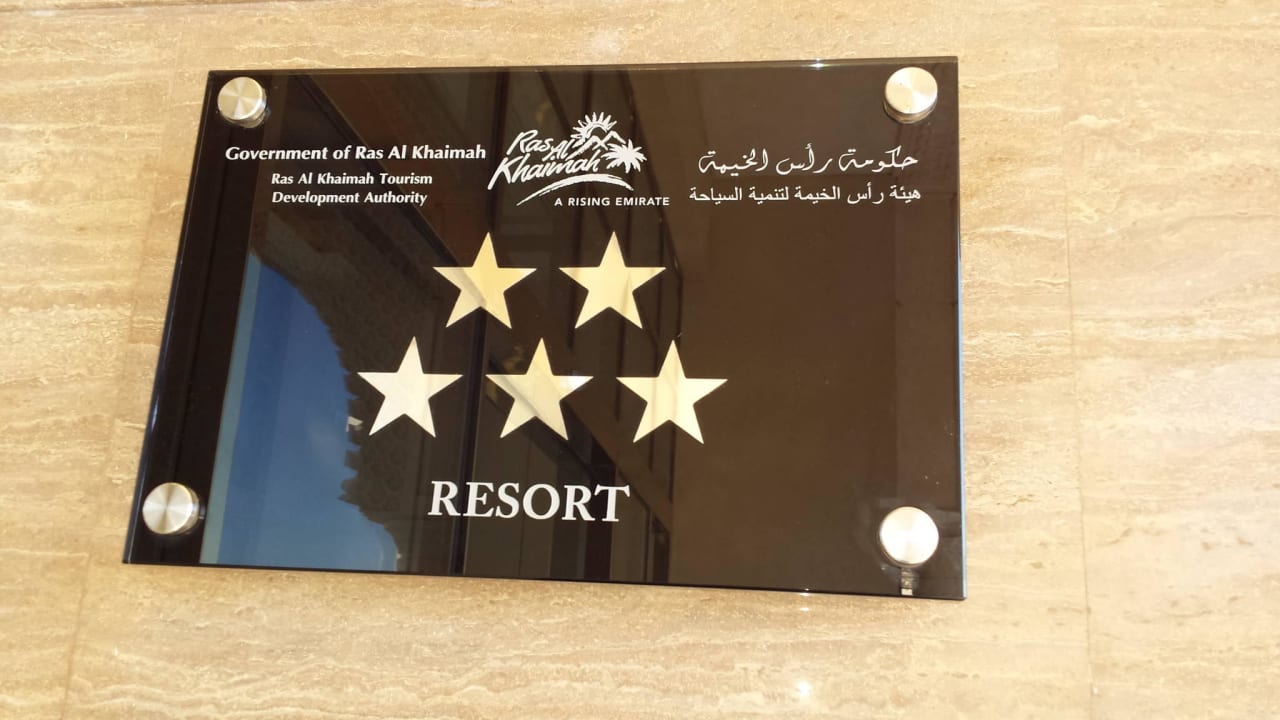 Government of Ras Al Khaimah
Ras Al Khaimah Tourism
Development Authority
Ras Al
Khaimah
A RISING EMIRATE
حكومة رأس الخيمة
هيئة رأس الخيمة لتنمية السياحة
RESORT